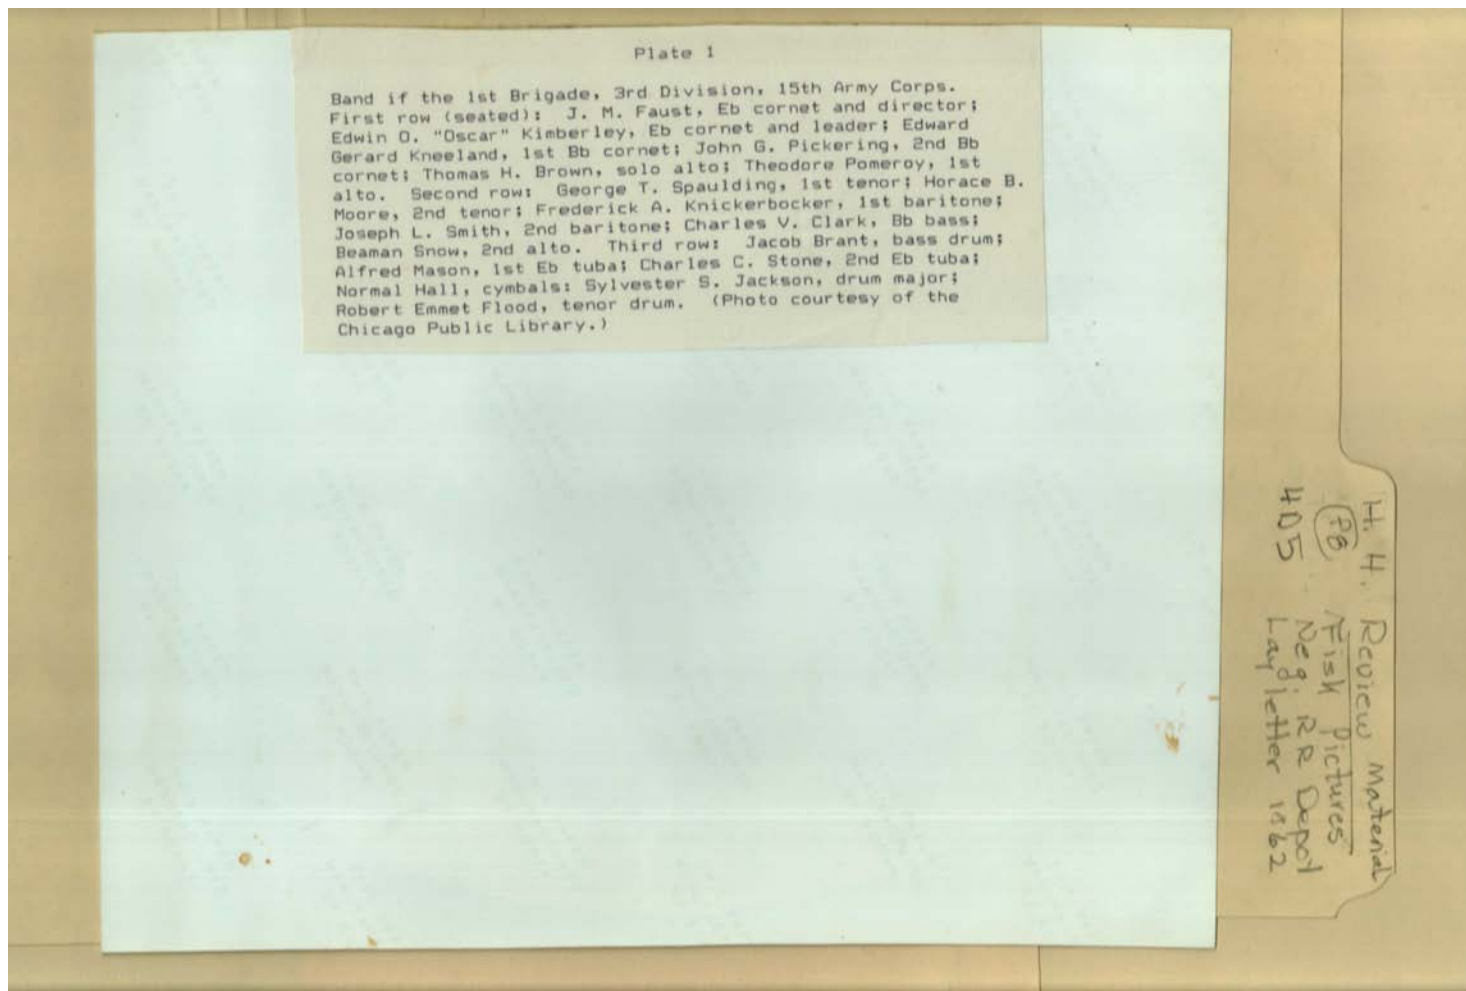 Plate 1
Band if the 1st Brigade, 3rd Division, 15th Army Corps.
First row (seated): J. M. Faust, Eb cornet and director;
Edwin O. "Oscar" Kimberley, Eb cornet and leader; Edward
Gerard Kneeland, 1st Bb cornet; John G. Pickering, 2nd Bb
cornet; Thomas H. Brown, solo alto; Theodore Pomeroy, 1st
alto. Second row: George T. Spaulding, 1st tenor; Horace B.
Moore, 2nd tenor; Frederick A. Knickerbocker, 1st baritone;
Joseph L. Smith, 2nd baritone; Charles V. Clark, Bb bass;
Beaman Snow, 2nd alto. Third row: Jacob Brant, bass drum;
Alfred Mason, 1st Eb tuba; Charles C. Stone, 2nd Eb tuba;
Normal Hall, cymbals: Sylvester S. Jackson, drum major;
Robert Emmet Flood, tenor drum. (Photo courtesy of the
Chicago Public Library.)
H. H. Review Material
P8 Fisk Pictures
4D5 Neg. RR Depot
Lay letter 1862